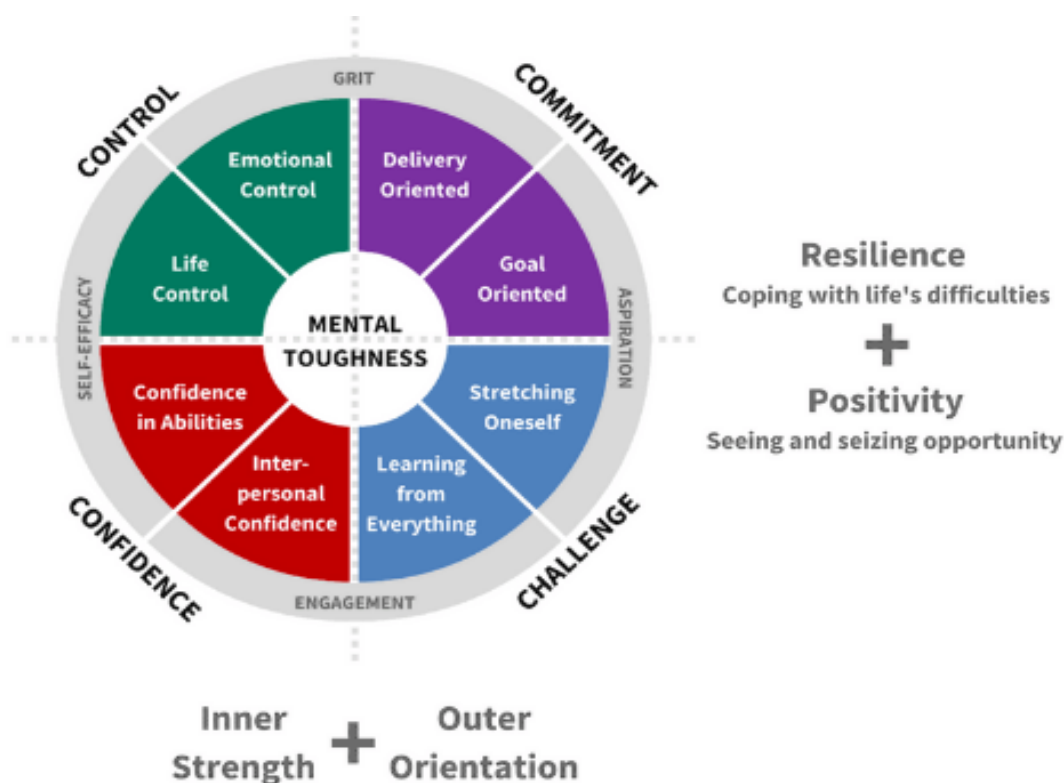 GRIT
CONTROL
COMMITMENT
Emotional
Control
Delivery
Oriented
Life
Control
Goal
Oriented
SELF-EFFICACY
ASPIRATION
MENTAL
TOUGHNESS
Confidence
in Abilities
Stretching
Oneself
Inter-
personal
Confidence
Learning
from
Everything
CONFIDENCE
CHALLENGE
ENGAGEMENT
Resilience
Coping with life's difficulties
+
Positivity
Seeing and seizing opportunity
Inner
Strength
+
Outer
Orientation